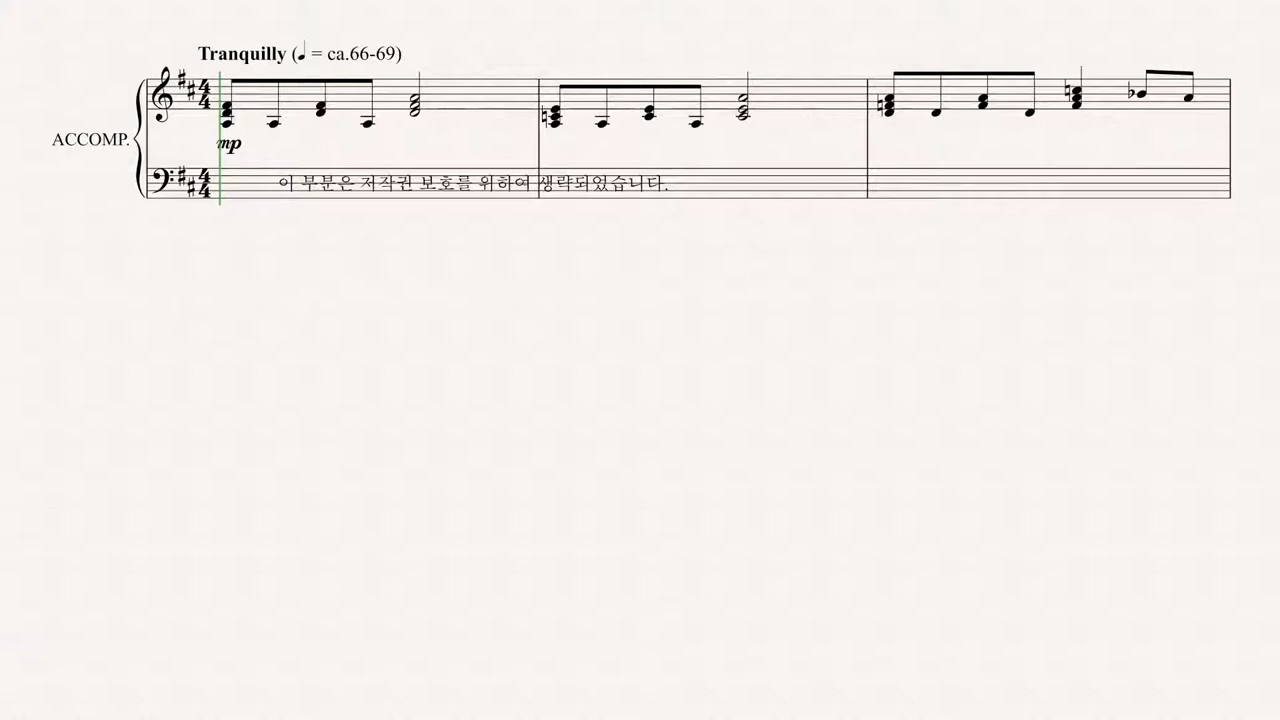 Tranquilly (♩ = ca.66-69)
ACCOMP.
mp
이 부분은 저작권 보호를 위하여 생략되었습니다.